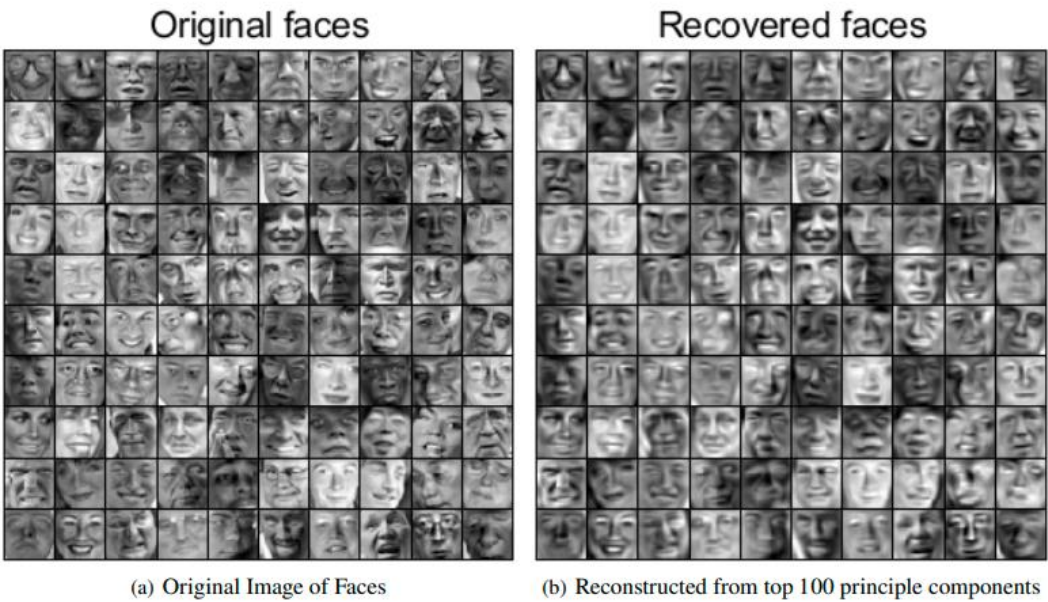 Original faces
Recovered faces
(a) Original Image of Faces
(b) Reconstructed from top 100 principle components